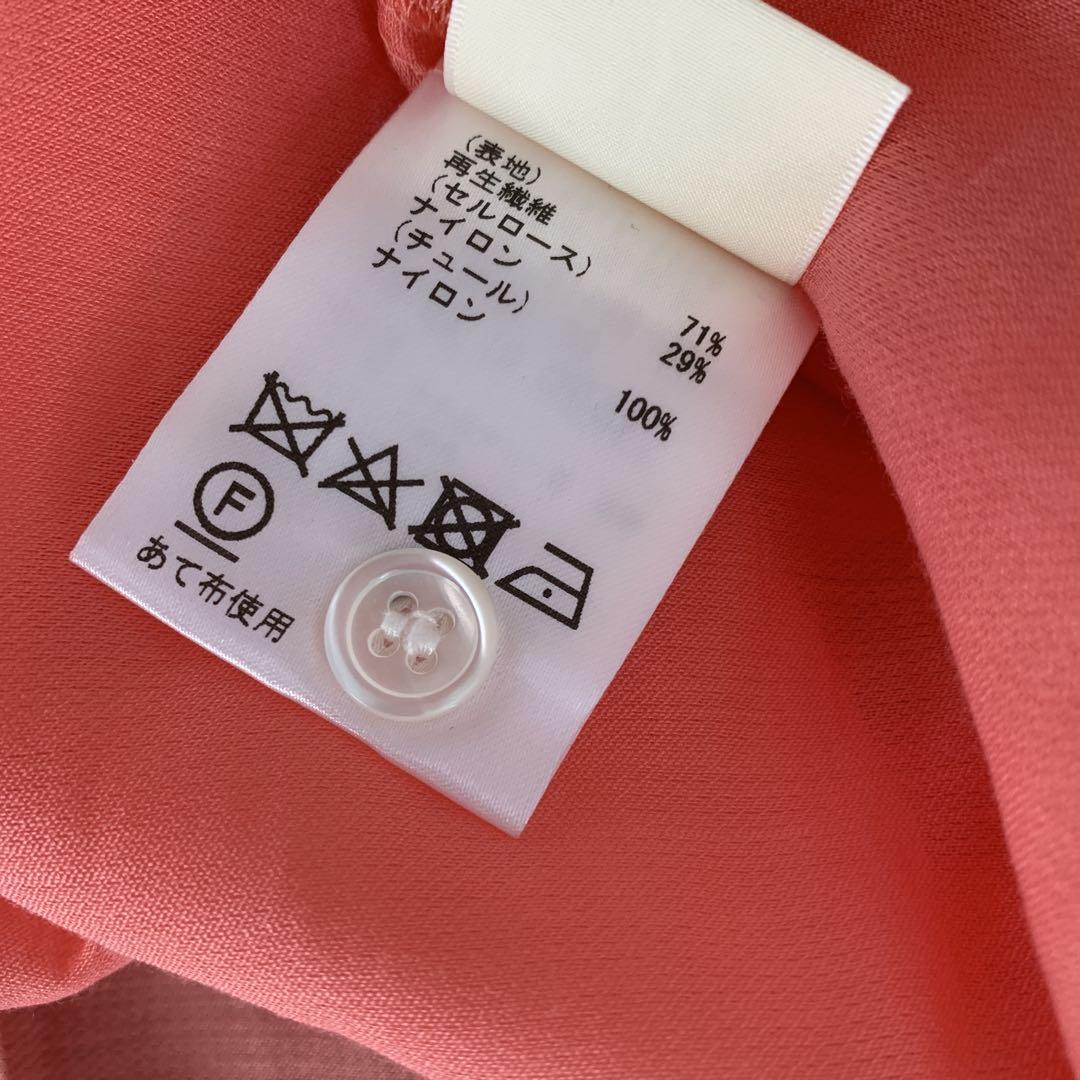 (表地)
再生繊維
(セルロース) 71%
ナイロン 29%
(チュール)
ナイロン 100%
F
あて布使用